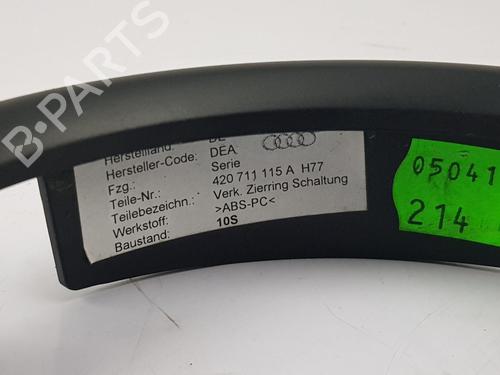 B-PARTS
Herstellland: DE
Hersteller-Code: DEA
Fzg.: Serie
Teile-Nr.: 420 711 115 A H77
Teilebezeichn.: Verk. Zierring Schaltung
Werkstoff: >ABS-PC<
Baustand: 10S
05041
214